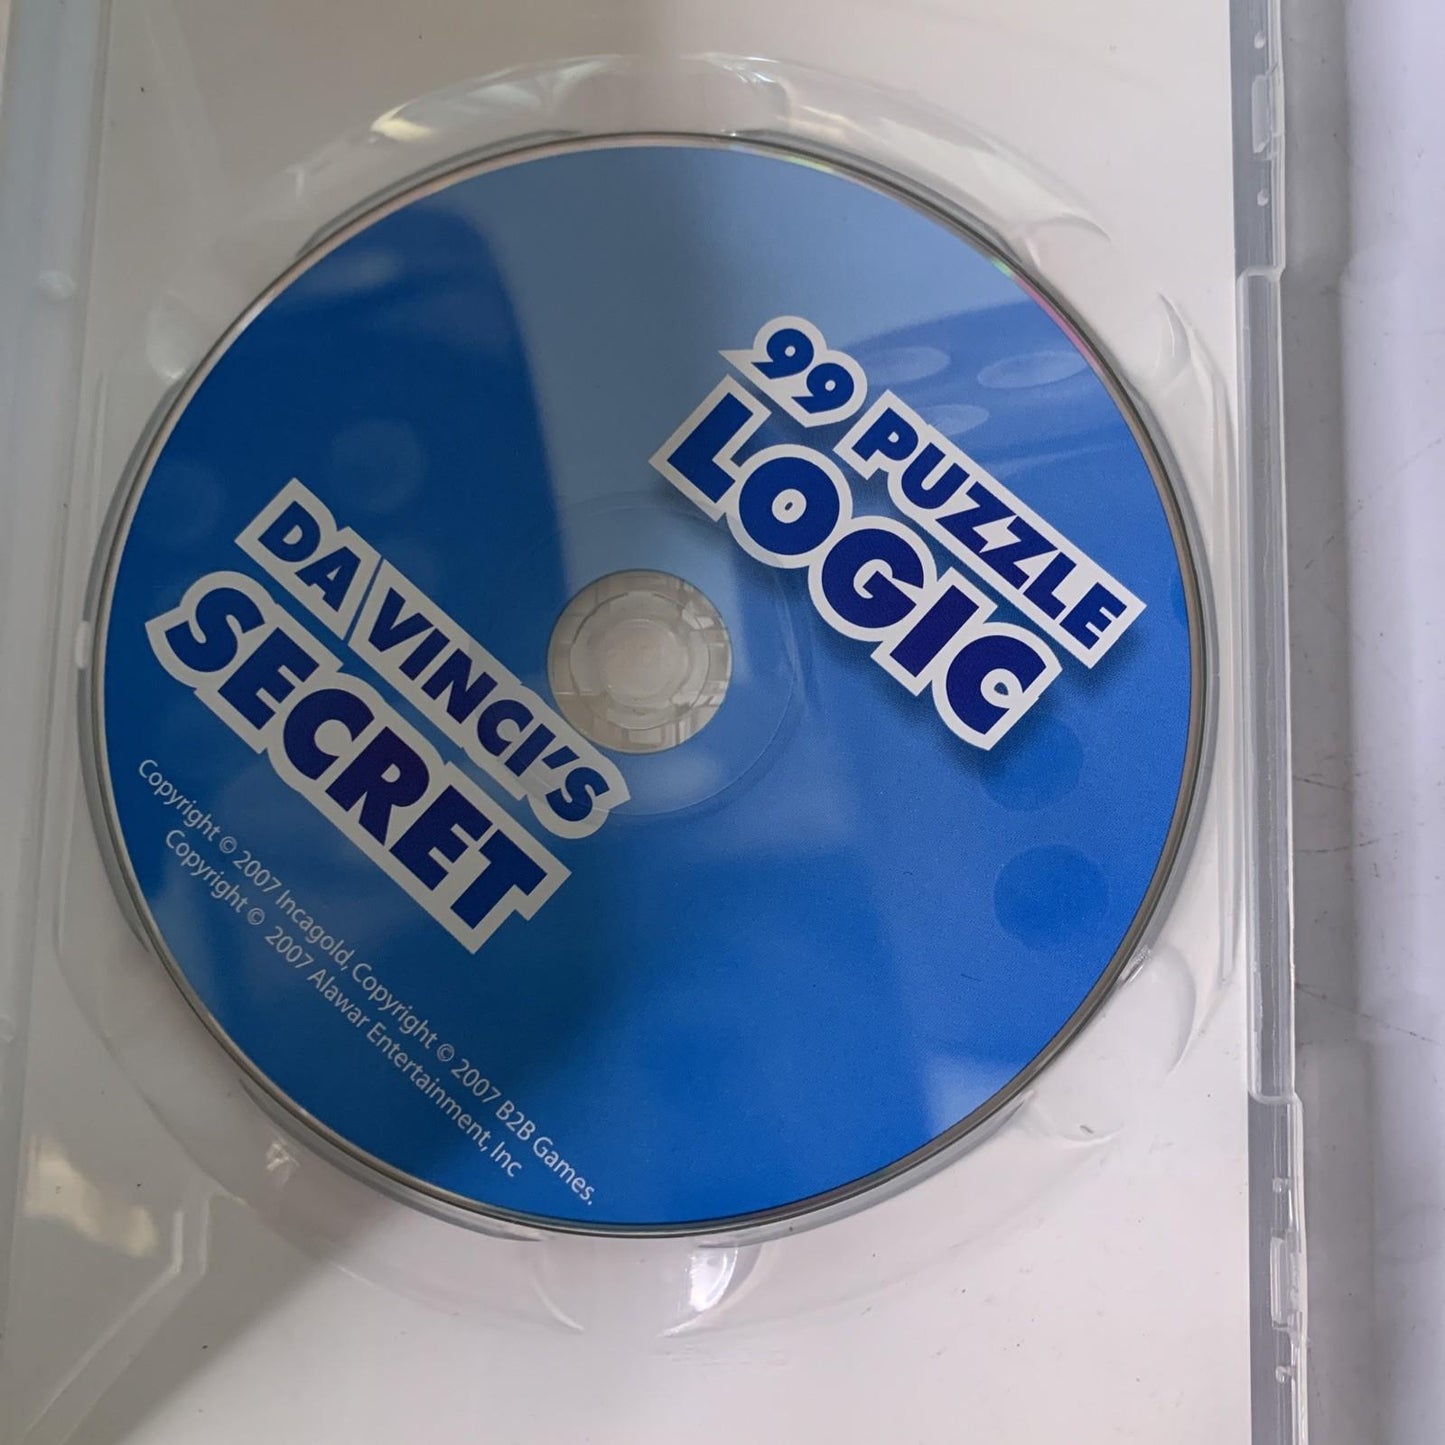 99 PUZZLE
LOGIC
DA VINCI'S
SECRET
Copyright © 2007 Incagold, Copyright © 2007 B2B Games.
Copyright © 2007 Alawar Entertainment, Inc